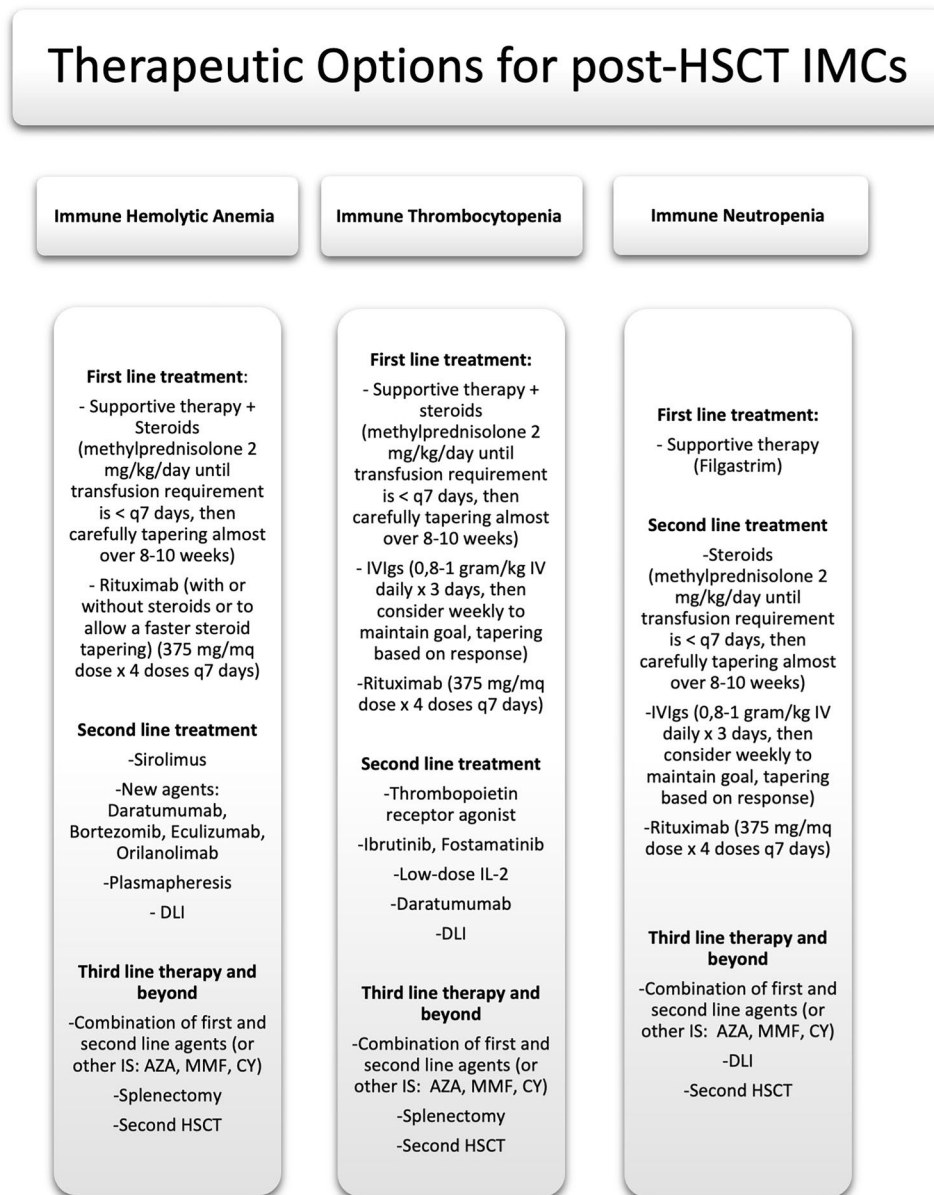 Therapeutic Options for post-HSCT IMCs
Immune Hemolytic Anemia
First line treatment:
- Supportive therapy +
Steroids
(methylprednisolone 2
mg/kg/day until
transfusion requirement
is < q7 days, then
carefully tapering almost
over 8-10 weeks)
- Rituximab (with or
without steroids or to
allow a faster steroid
tapering) (375 mg/mq
dose x 4 doses q7 days)
Second line treatment
-Sirolimus
-New agents:
Daratumumab,
Bortezomib, Eculizumab,
Orilanolimab
-Plasmapheresis
- DLI
Third line therapy and
beyond
-Combination of first and
second line agents (or
other IS:  AZA, MMF, CY)
-Splenectomy
-Second HSCT
Immune Thrombocytopenia
First line treatment:
- Supportive therapy +
steroids
(methylprednisolone 2
mg/kg/day until
transfusion requirement
is < q7 days, then
carefully tapering almost
over 8-10 weeks)
- IVIgs (0,8-1 gram/kg IV
daily x 3 days, then
consider weekly to
maintain goal, tapering
based on response)
-Rituximab (375 mg/mq
dose x 4 doses q7 days)
Second line treatment
-Thrombopoietin
receptor agonist
-Ibrutinib, Fostamatinib
-Low-dose IL-2
-Daratumumab
-DLI
Third line therapy and
beyond
-Combination of first and
second line agents (or
other IS:  AZA, MMF, CY)
-Splenectomy
-Second HSCT
Immune Neutropenia
First line treatment:
- Supportive therapy
(Filgastrim)
Second line treatment
-Steroids
(methylprednisolone 2
mg/kg/day until
transfusion requirement
is < q7 days, then
carefully tapering almost
over 8-10 weeks)
-IVIgs (0,8-1 gram/kg IV
daily x 3 days, then
consider weekly to
maintain goal, tapering
based on response)
-Rituximab (375 mg/mq
dose x 4 doses q7 days)
Third line therapy and
beyond
-Combination of first and
second line agents (or
other IS:  AZA, MMF, CY)
-DLI
-Second HSCT